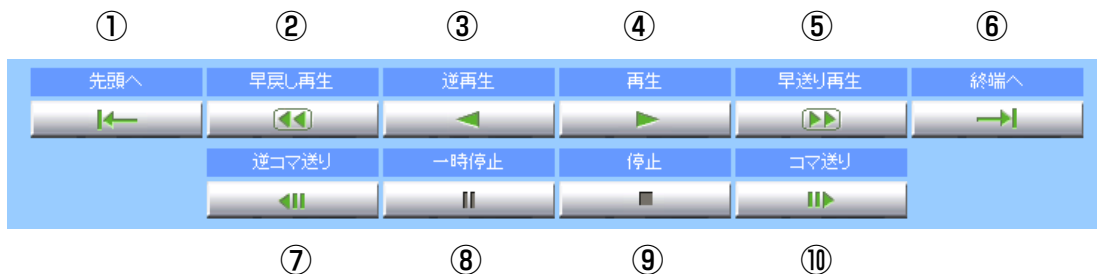 ① ② ③ ④ ⑤ ⑥
先頭へ 早戻し再生 逆再生 再生 早送り再生 終端へ
逆コマ送り 一時停止 停止 コマ送り
⑦ ⑧ ⑨ ⑩